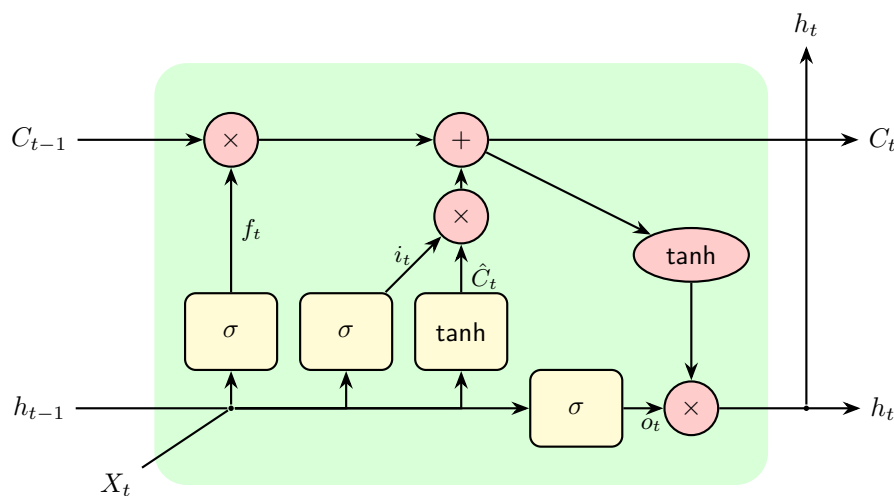 h_t
C_{t-1}
×
+
C_t
×
f_t
i_t
tanh
Ĉ_t
σ
σ
tanh
h_{t-1}
σ
o_t
×
h_t
X_t